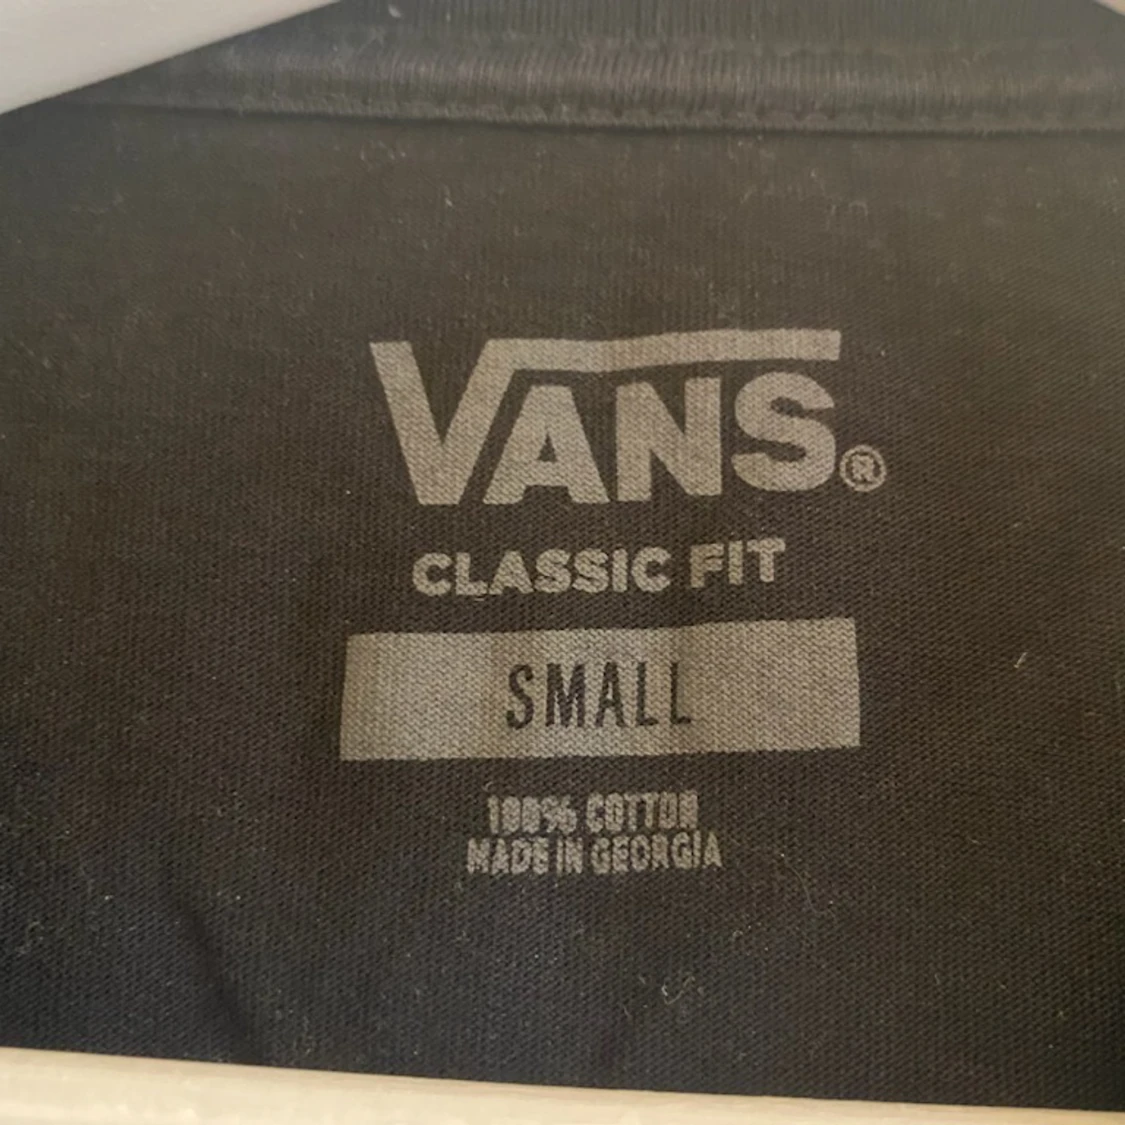 VANS®
CLASSIC FIT
SMALL
100% COTTON
MADE IN GEORGIA